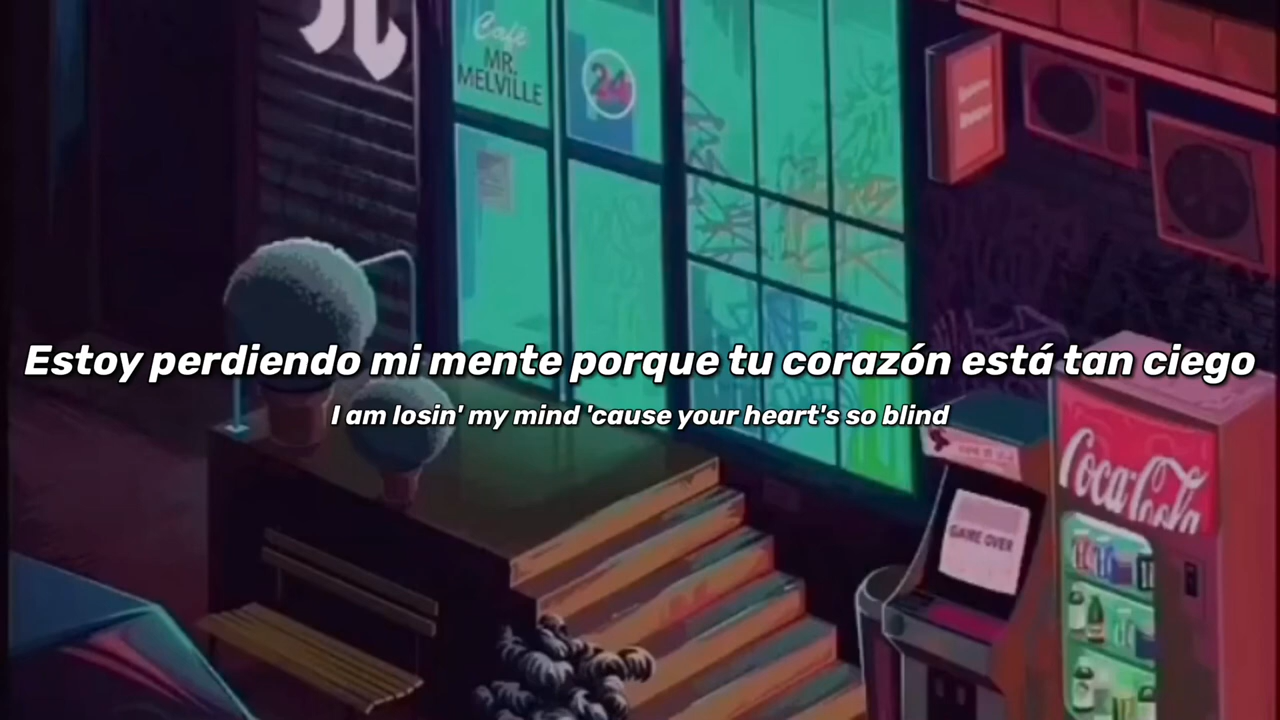 Café
MR.
MELVILLE
24
Estoy perdiendo mi mente porque tu corazón está tan ciego
I am losin' my mind 'cause your heart's so blind
Coca-Cola
GAME OVER